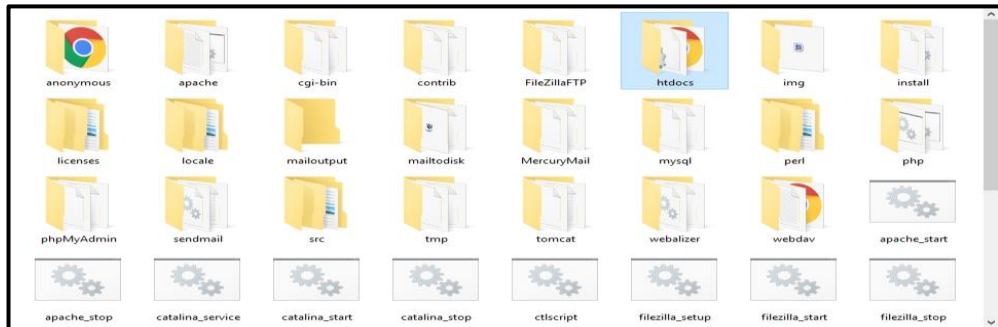 anonymous apache cgi-bin contrib FileZillaFTP htdocs img install
licenses locale mailoutput mailtodisk MercuryMail mysql perl php
phpMyAdmin sendmail src tmp tomcat webalizer webdav apache_start
apache_stop catalina_service catalina_start catalina_stop ctlscript filezilla_setup filezilla_start filezilla_stop